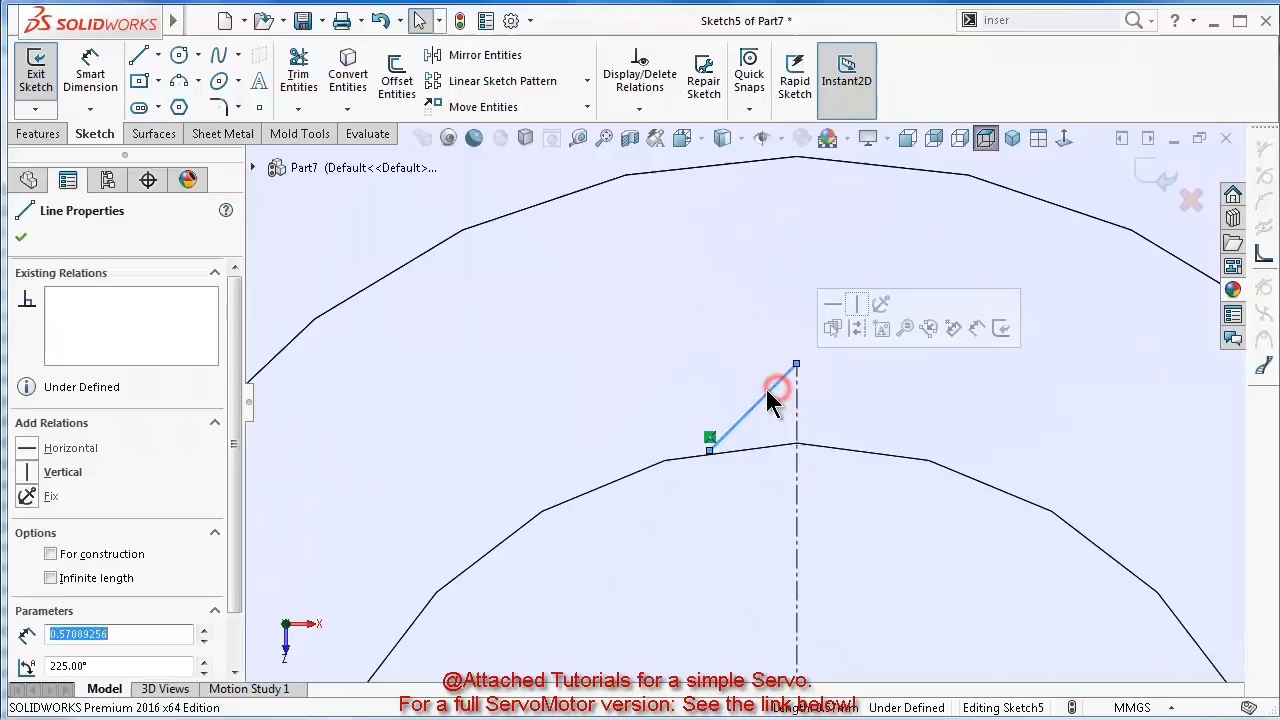 SOLIDWORKS
Sketch5 of Part7 *
inser
Exit Sketch
Smart Dimension
Trim Entities
Convert Entities
Offset Entities
Mirror Entities
Linear Sketch Pattern
Move Entities
Display/Delete Relations
Repair Sketch
Quick Snaps
Rapid Sketch
Instant2D
Features
Sketch
Surfaces
Sheet Metal
Mold Tools
Evaluate
Part7 (Default<<Default>...
Line Properties
Existing Relations
Under Defined
Add Relations
Horizontal
Vertical
Fix
Options
For construction
Infinite length
Parameters
0.57089256
225.00°
X
Z
Model
3D Views
Motion Study 1
@Attached Tutorials for a simple Servo.
For a full ServoMotor version: See the link below!
SOLIDWORKS Premium 2016 x64 Edition
Under Defined
Editing Sketch5
MMGS